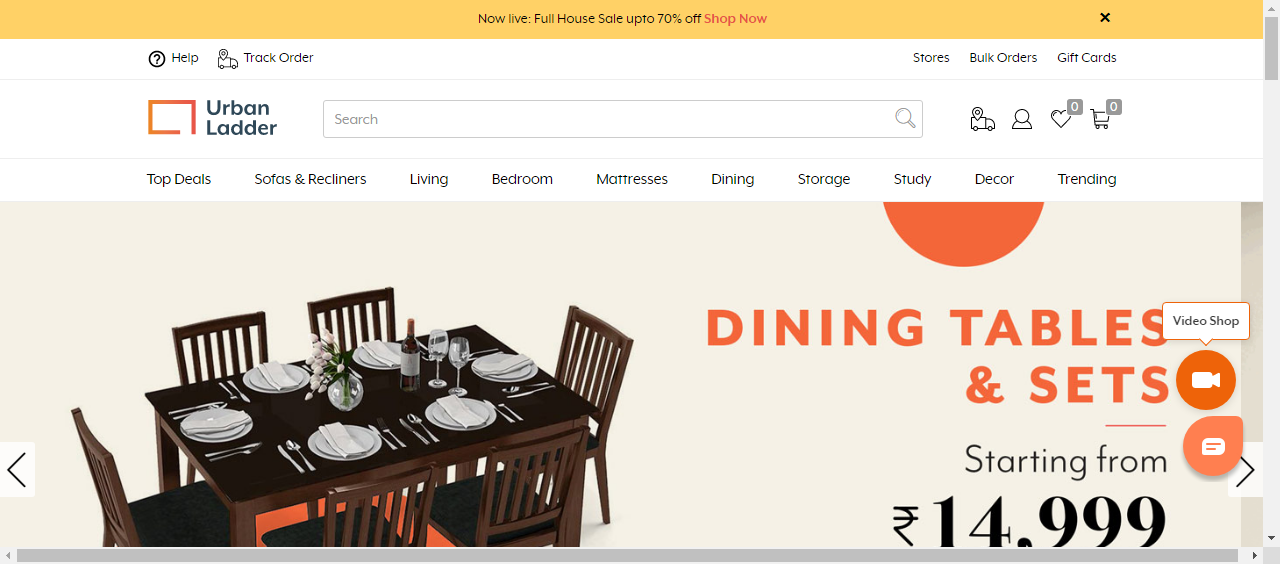 Now live: Full House Sale upto 70% off Shop Now ✕
Help Track Order Stores Bulk Orders Gift Cards
Urban
Ladder
Search
0 0
Top Deals Sofas & Recliners Living Bedroom Mattresses Dining Storage Study Decor Trending
DINING TABLES
Video Shop
& SETS
Starting from
₹14,999